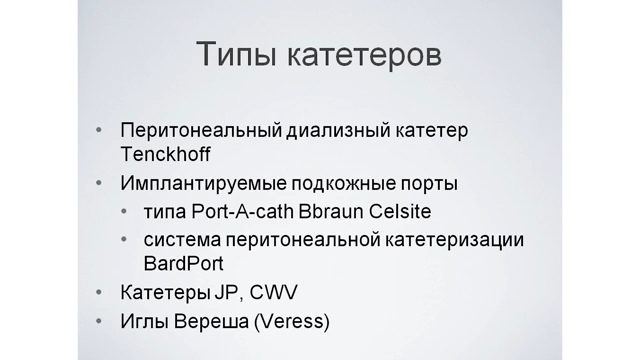 Типы катетеров
• Перитонеальный диализный катетер
Tenckhoff
• Имплантируемые подкожные порты
• типа Port-A-cath Bbraun Celsite
• система перитонеальной катетеризации
BardPort
• Катетеры JP, CWV
• Иглы Вереша (Veress)